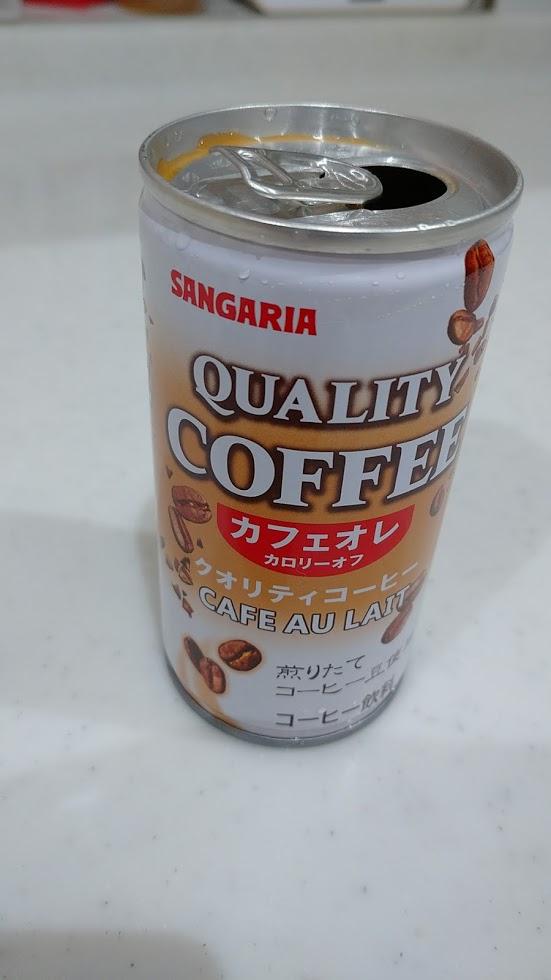 SANGARIA
QUALITY
COFFEE
カフェオレ
カロリーオフ
クオリティコーヒー
CAFE AU LAIT
煎りたて
コーヒー豆使
コーヒー飲料